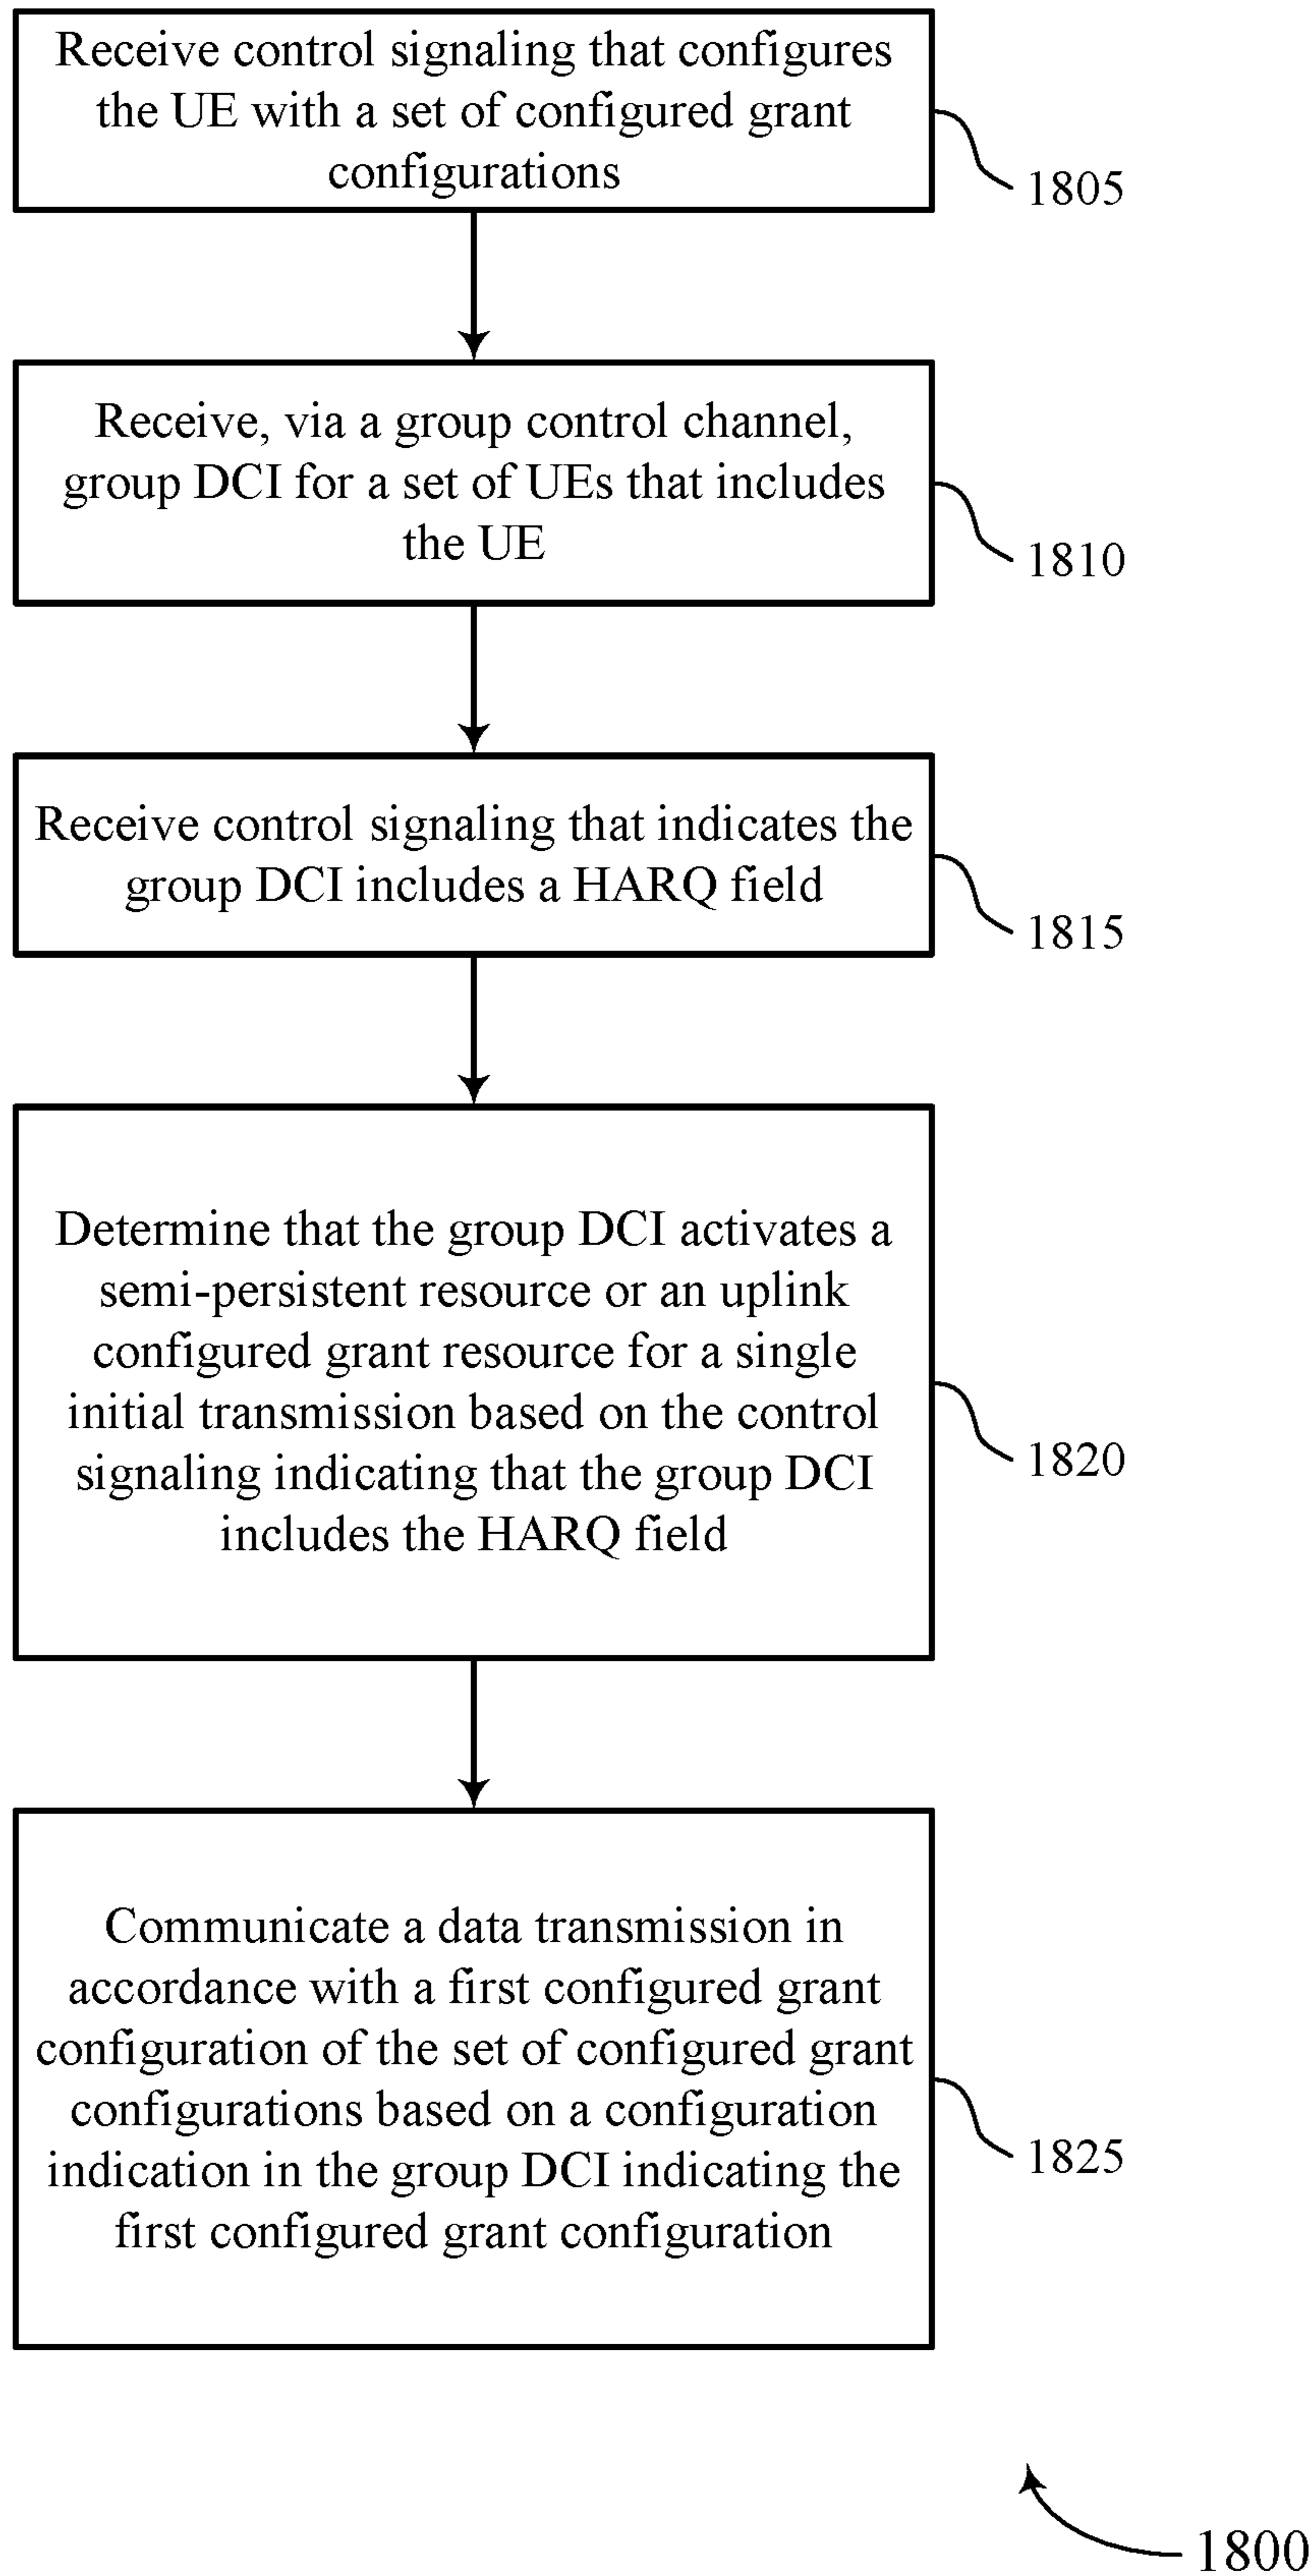 Receive control signaling that configures
the UE with a set of configured grant
configurations
1805
Receive, via a group control channel,
group DCI for a set of UEs that includes
the UE
1810
Receive control signaling that indicates the
group DCI includes a HARQ field
1815
Determine that the group DCI activates a
semi-persistent resource or an uplink
configured grant resource for a single
initial transmission based on the control
signaling indicating that the group DCI
includes the HARQ field
1820
Communicate a data transmission in
accordance with a first configured grant
configuration of the set of configured grant
configurations based on a configuration
indication in the group DCI indicating the
first configured grant configuration
1825
1800